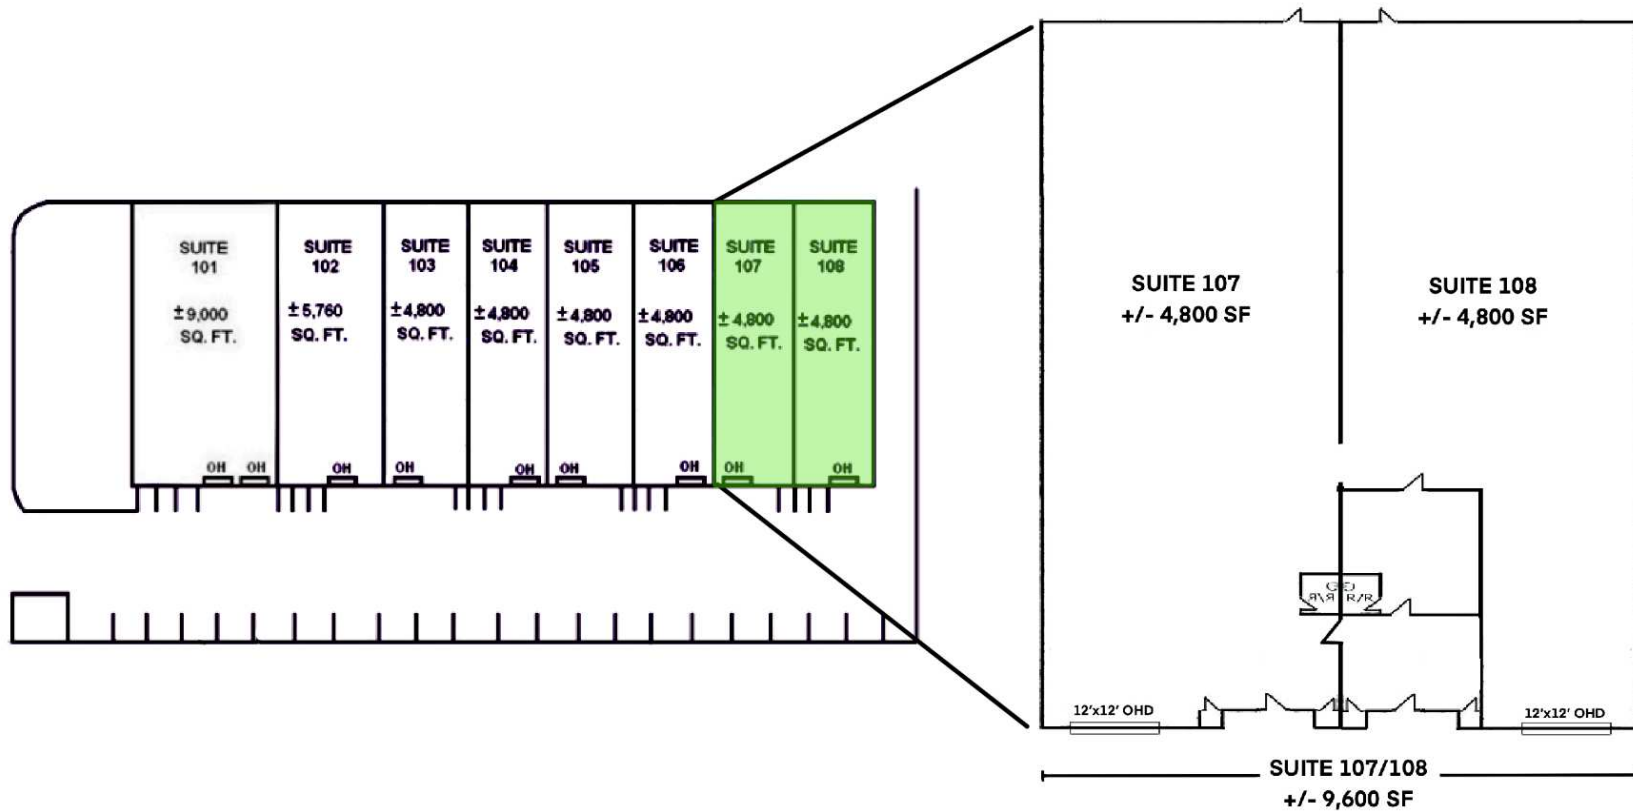 SUITE
101
±9,000
SQ. FT.
OH
OH
SUITE
102
±5,760
SQ. FT.
OH
SUITE
103
±4,800
SQ. FT.
OH
SUITE
104
±4,800
SQ. FT.
OH
SUITE
105
±4,800
SQ. FT.
OH
SUITE
106
±4,800
SQ. FT.
OH
SUITE
107
±4,800
SQ. FT.
OH
SUITE
108
±4,800
SQ. FT.
OH
SUITE 107
+/- 4,800 SF
SUITE 108
+/- 4,800 SF
R/R
R/R
12'x12' OHD
12'x12' OHD
SUITE 107/108
+/- 9,600 SF